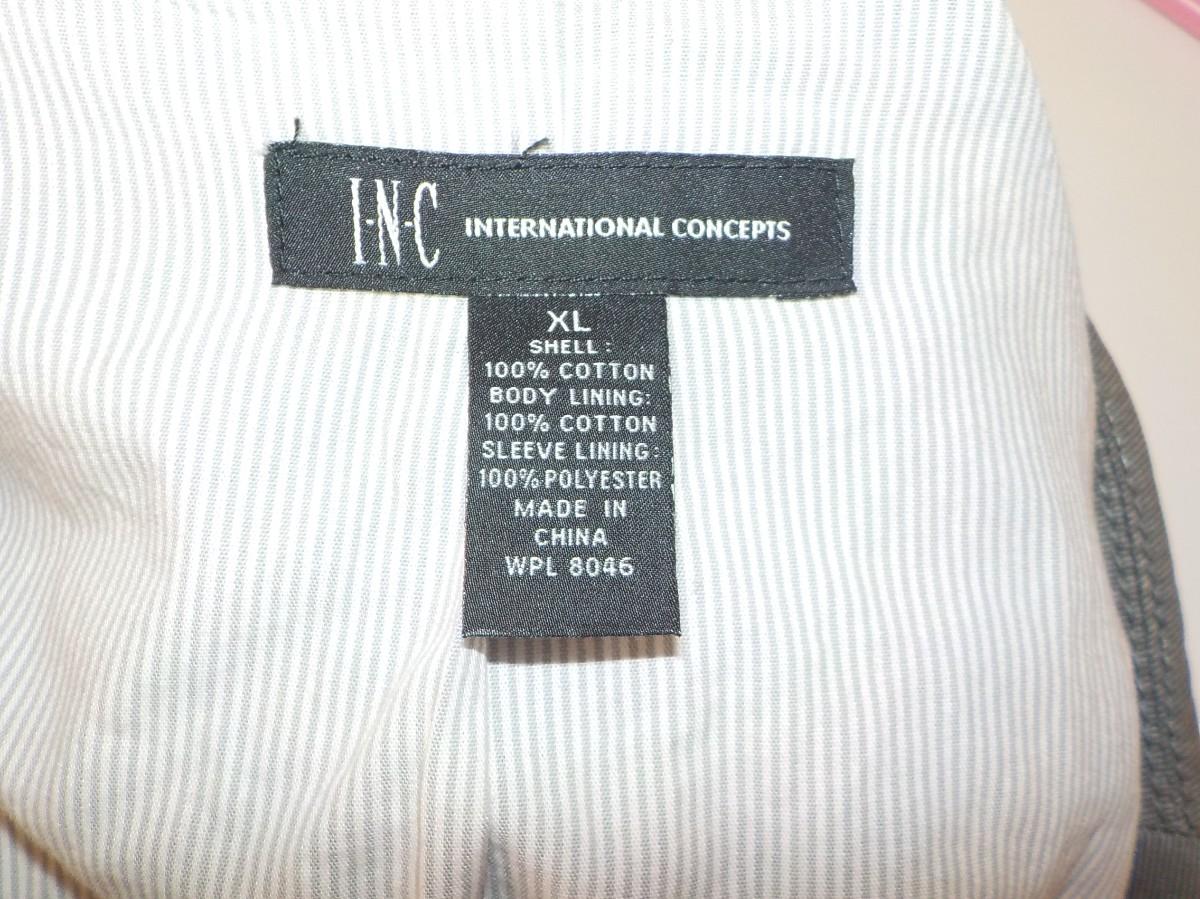 I·N·C INTERNATIONAL CONCEPTS
XL
SHELL:
100% COTTON
BODY LINING:
100% COTTON
SLEEVE LINING:
100% POLYESTER
MADE IN
CHINA
WPL 8046